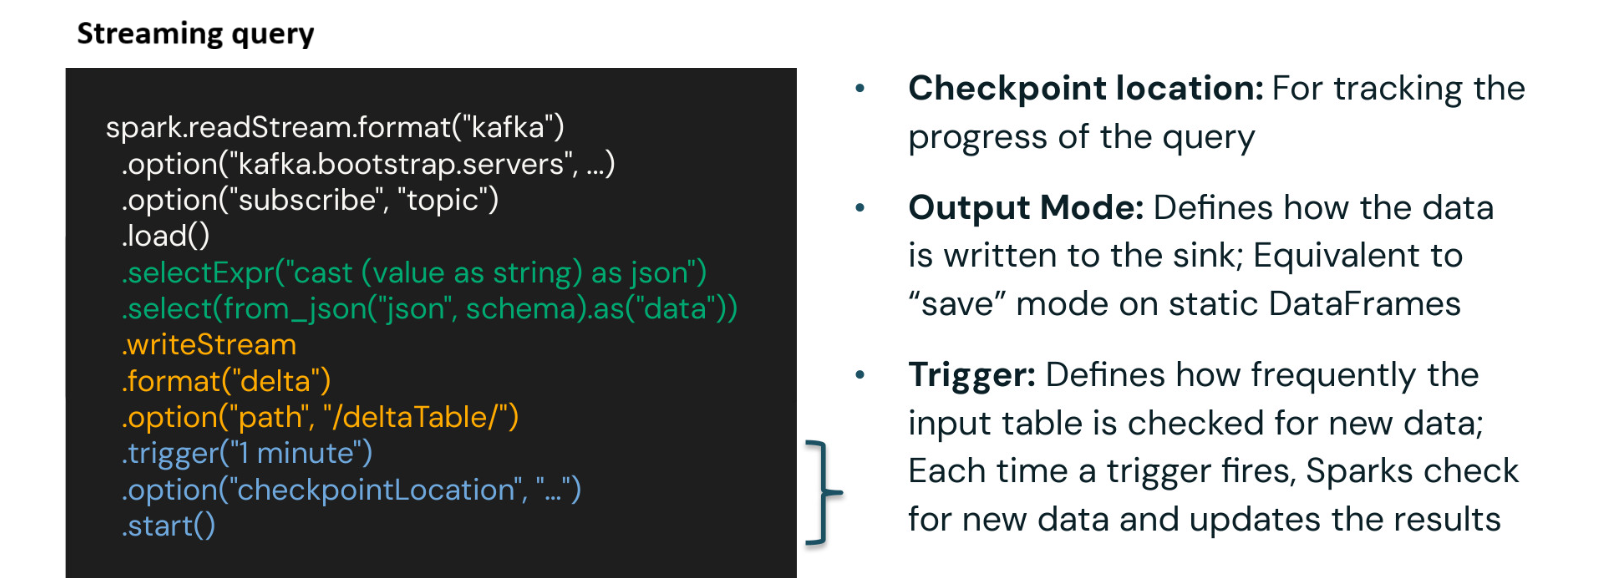 Streaming query
spark.readStream.format("kafka")
.option("kafka.bootstrap.servers", ...)
.option("subscribe", "topic")
.load()
.selectExpr("cast (value as string) as json")
.select(from_json("json", schema).as("data"))
.writeStream
.format("delta")
.option("path", "/deltaTable/")
.trigger("1 minute")
.option("checkpointLocation", "...")
.start()
• Checkpoint location: For tracking the
progress of the query
• Output Mode: Defines how the data
is written to the sink; Equivalent to
“save” mode on static DataFrames
• Trigger: Defines how frequently the
input table is checked for new data;
Each time a trigger fires, Sparks check
for new data and updates the results